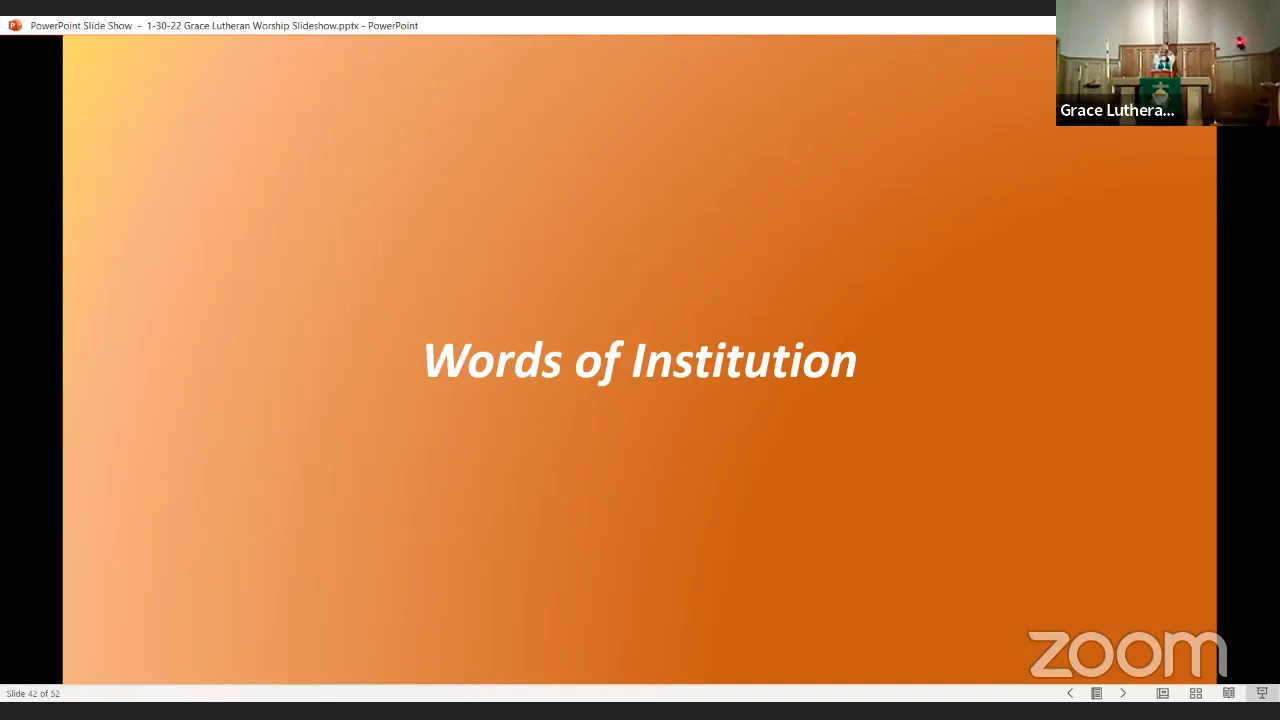 PowerPoint Slide Show - 1-30-22 Grace Lutheran Worship Slideshow.pptx - PowerPoint
Grace Luthera...
Words of Institution
zoom
Slide 42 of 52